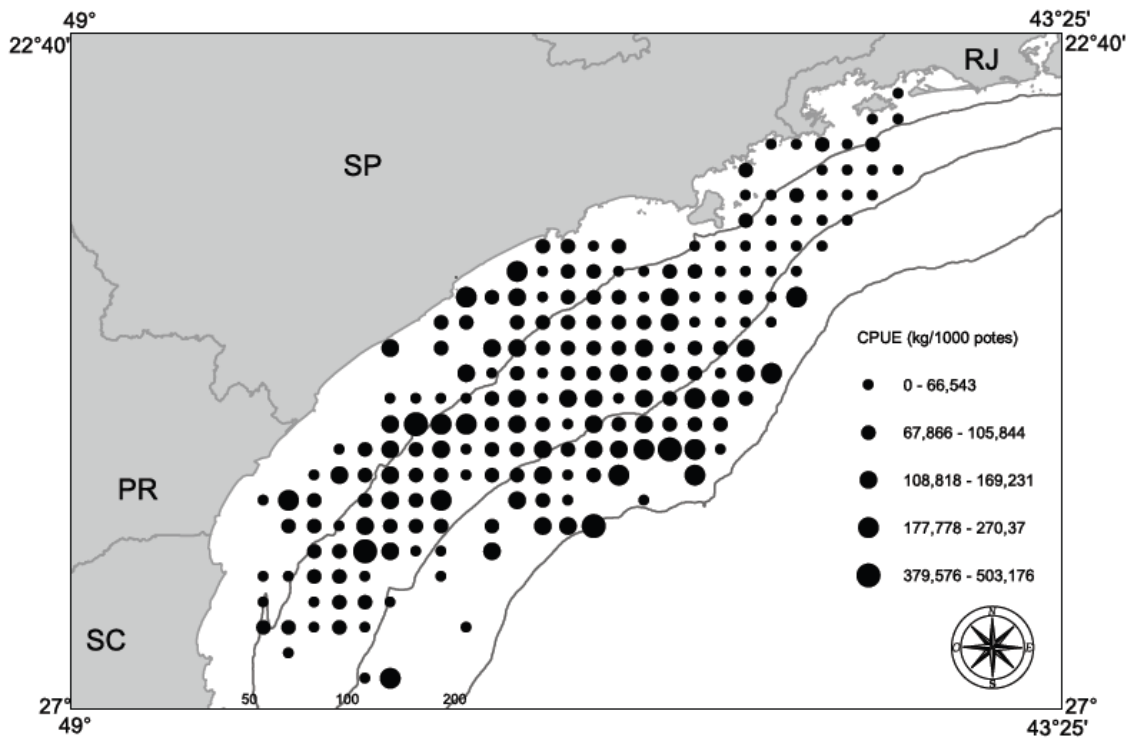 49°
43°25'
22°40'
22°40'
RJ
SP
CPUE (kg/1000 potes)
0 - 66,543
67,866 - 105,844
PR
108,818 - 169,231
177,778 - 270,37
379,576 - 503,176
N
SC
O
E
S
50
100
200
27°
27°
49°
43°25'